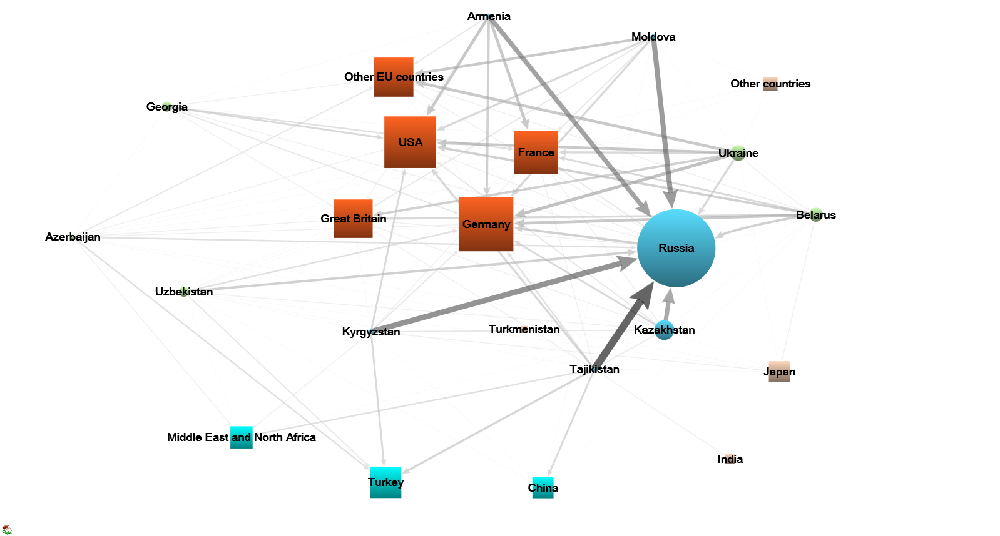 Armenia
Moldova
Other EU countries
Other countries
Georgia
USA
France
Ukraine
Great Britain
Germany
Belarus
Azerbaijan
Russia
Uzbekistan
Kyrgyzstan
Turkmenistan
Kazakhstan
Tajikistan
Japan
Middle East and North Africa
India
Turkey
China
Pajek